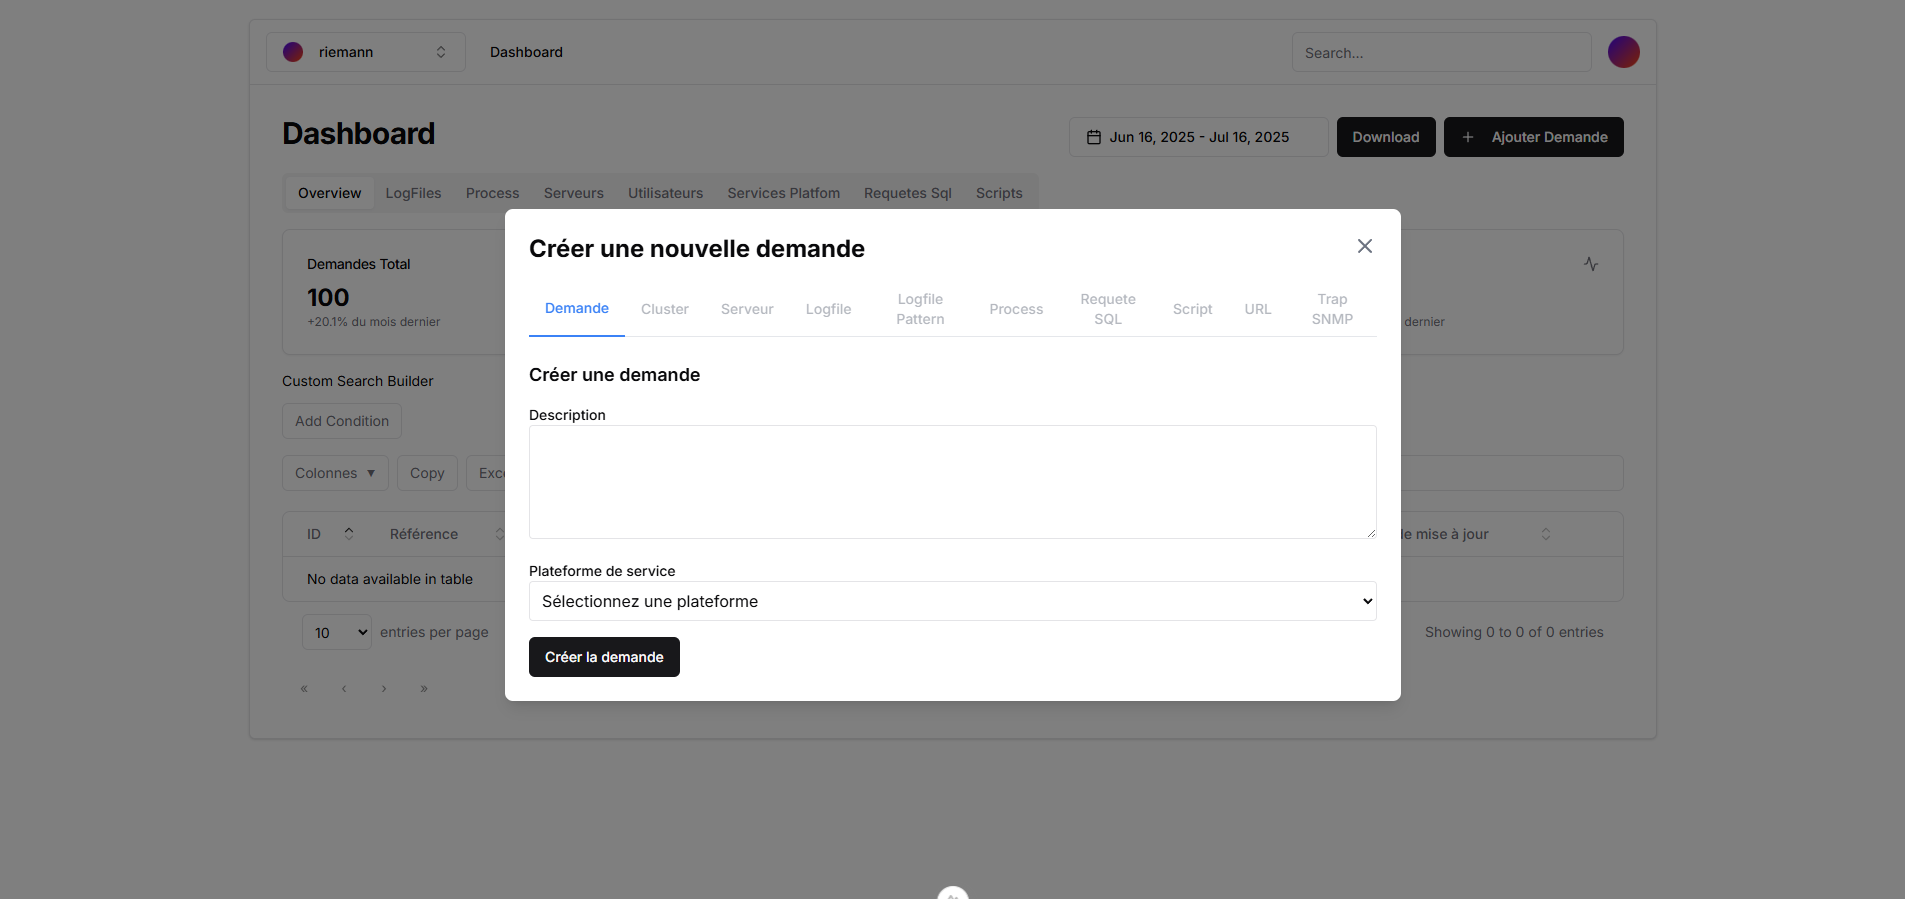 riemann
Dashboard
Search...
Dashboard
Jun 16, 2025 - Jul 16, 2025
Download
+ Ajouter Demande
Overview LogFiles Process Serveurs Utilisateurs Services Platfom Requetes Sql Scripts
Demandes Total
100
+20.1% du mois dernier
dernier
Custom Search Builder
Add Condition
Colonnes ▼
Copy
ID
Référence
mise à jour
No data available in table
10
entries per page
Showing 0 to 0 of 0 entries
« ‹ › »
Créer une nouvelle demande
Demande
Cluster
Serveur
Logfile
Logfile
Pattern
Process
Requete
SQL
Script
URL
Trap
SNMP
Créer une demande
Description
Plateforme de service
Sélectionnez une plateforme
Créer la demande